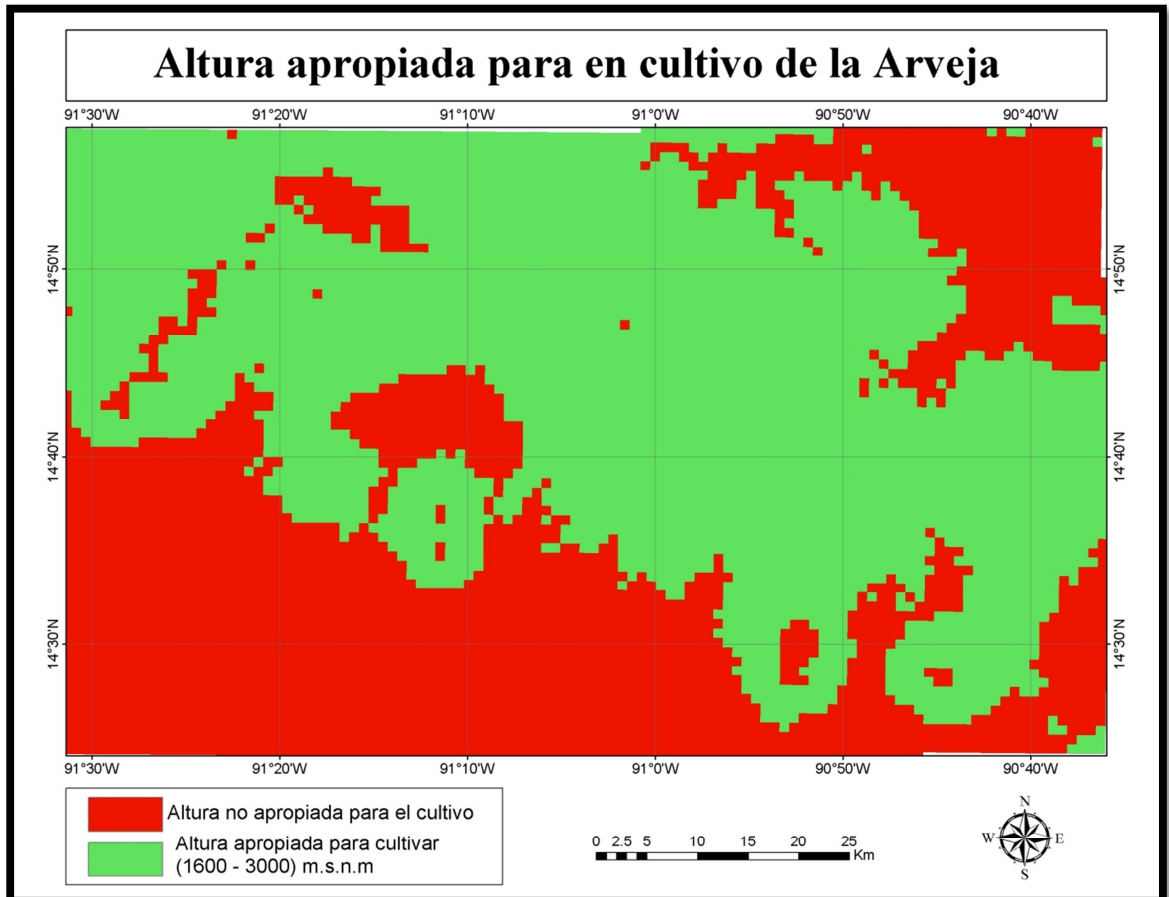 Altura apropiada para en cultivo de la Arveja
91°30'W 91°20'W 91°10'W 91°0'W 90°50'W 90°40'W
14°50'N 14°50'N
14°40'N 14°40'N
14°30'N 14°30'N
91°30'W 91°20'W 91°10'W 91°0'W 90°50'W 90°40'W
Altura no apropiada para el cultivo
Altura apropiada para cultivar
(1600 - 3000) m.s.n.m
0 2.5 5 10 15 20 25
Km
N
W E
S